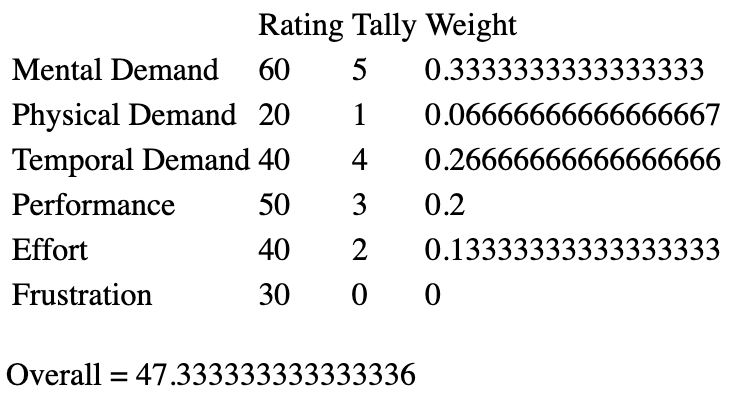 Rating Tally Weight
Mental Demand 60 5 0.3333333333333333
Physical Demand 20 1 0.06666666666666667
Temporal Demand 40 4 0.26666666666666666
Performance 50 3 0.2
Effort 40 2 0.13333333333333333
Frustration 30 0 0
Overall = 47.333333333333336